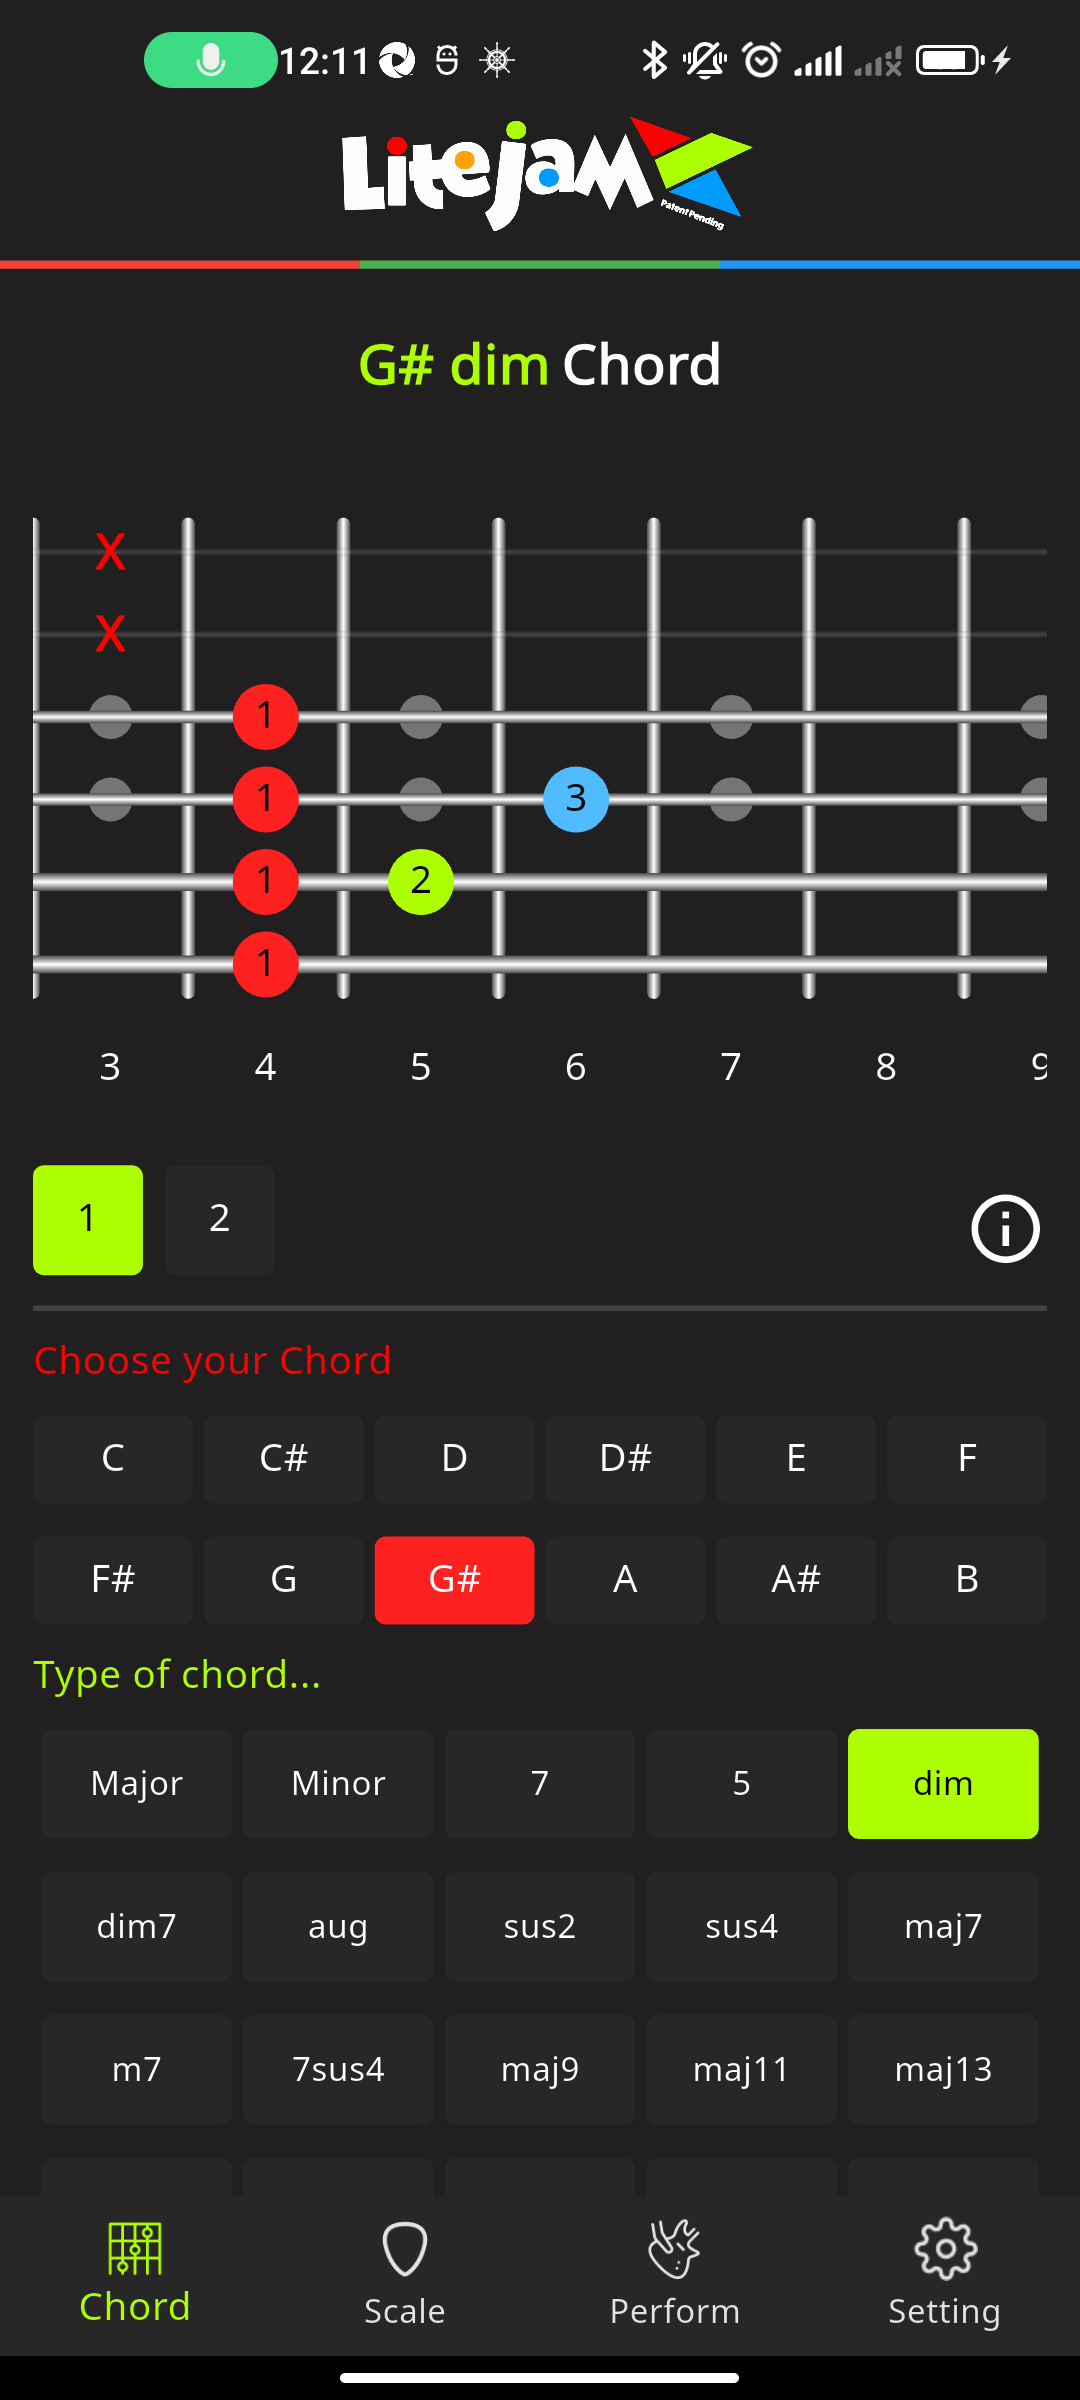 12:11
LiteJam
Patent Pending
G# dim Chord
X
X
1
1 3
1 2
1
3 4 5 6 7 8 9
1 2
Choose your Chord
C C# D D# E F
F# G G# A A# B
Type of chord...
Major Minor 7 5 dim
dim7 aug sus2 sus4 maj7
m7 7sus4 maj9 maj11 maj13
Chord Scale Perform Setting